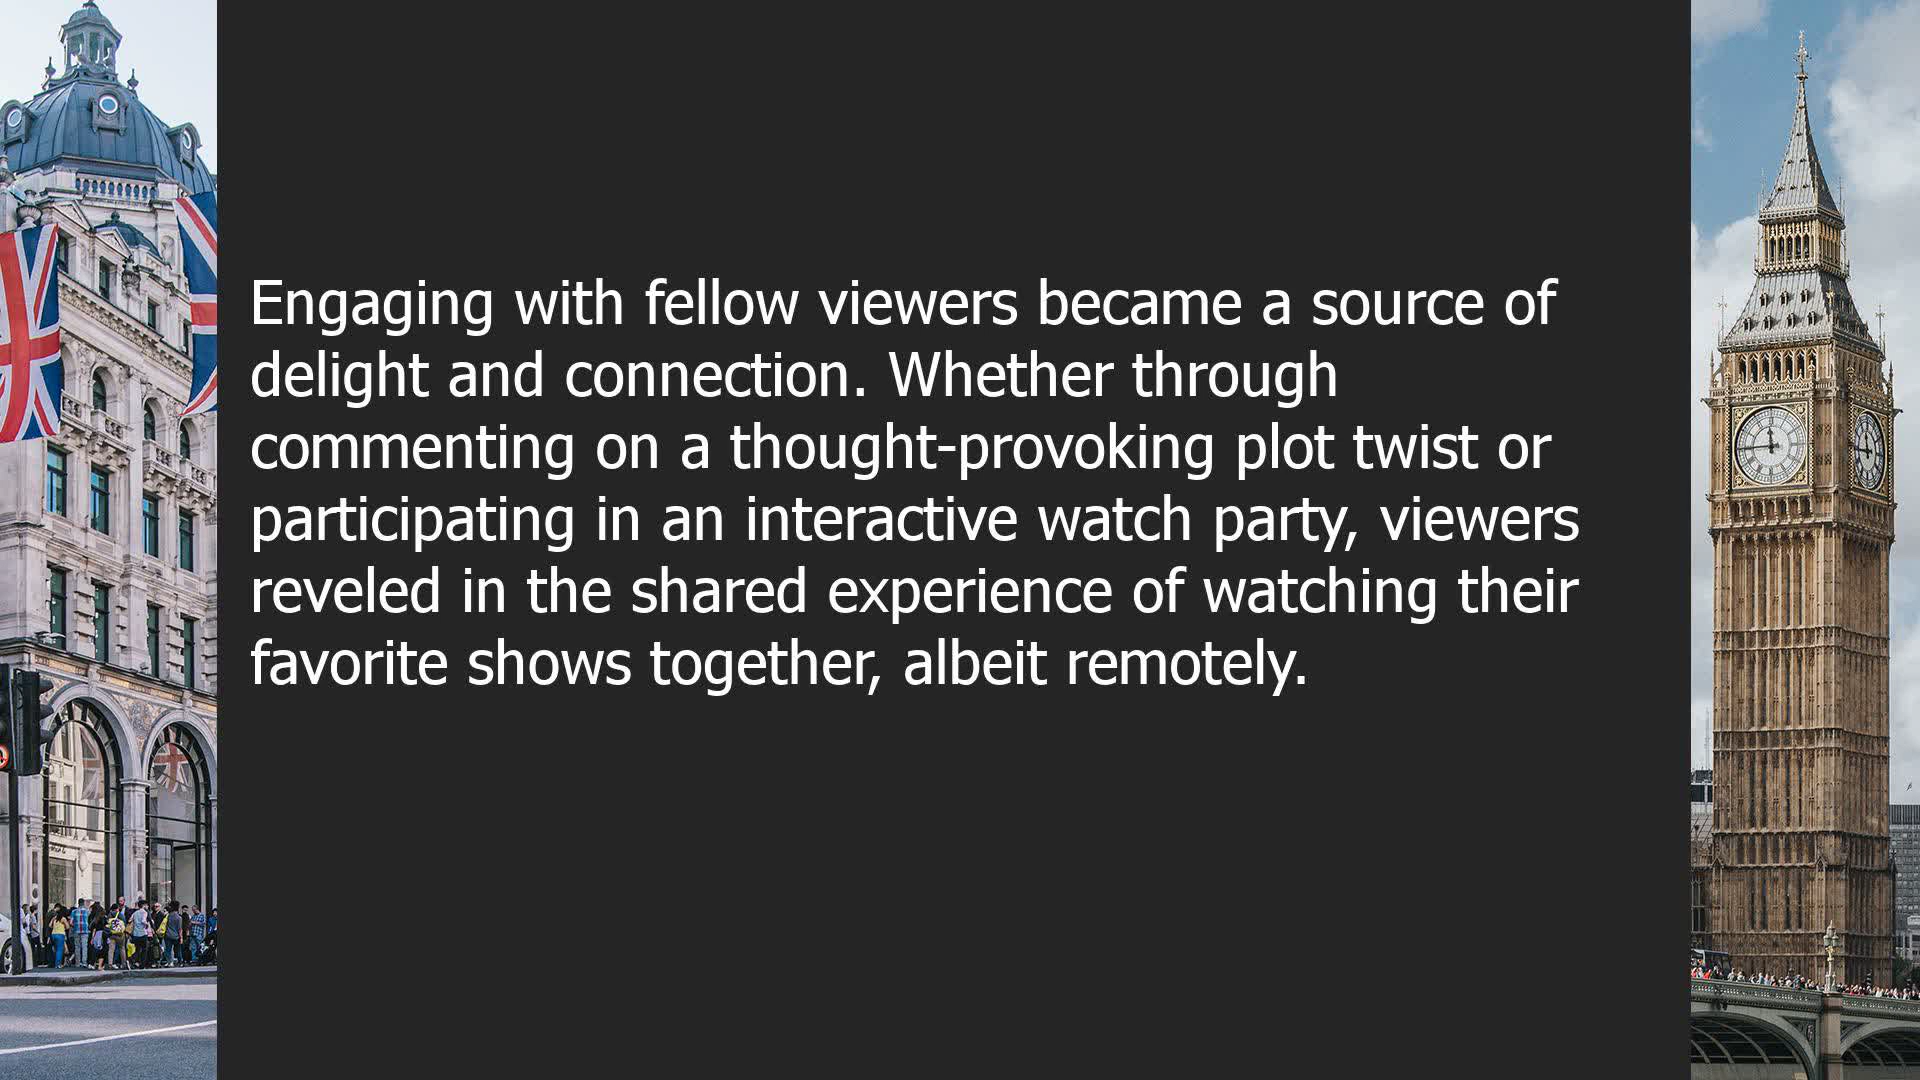 Engaging with fellow viewers became a source of
delight and connection. Whether through
commenting on a thought-provoking plot twist or
participating in an interactive watch party, viewers
reveled in the shared experience of watching their
favorite shows together, albeit remotely.